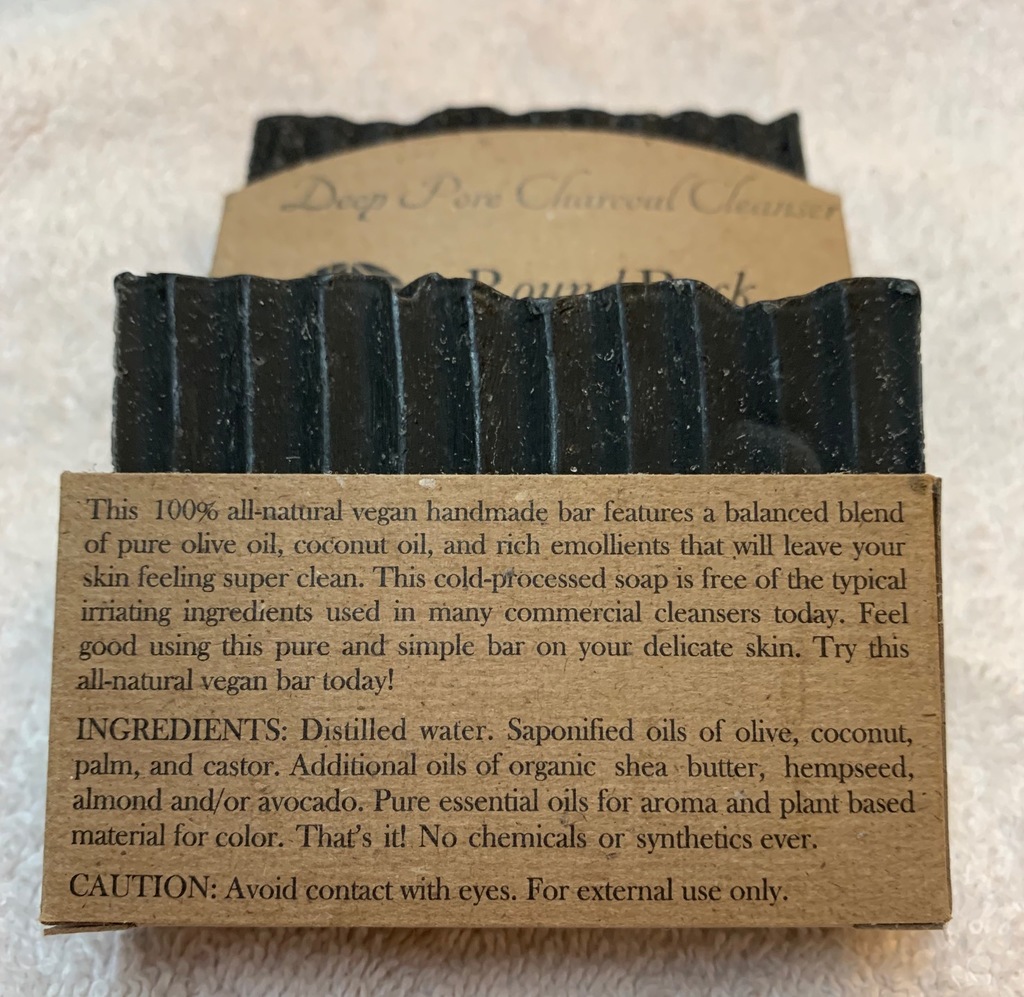 Deep Pore Charcoal Cleanser
Round Rock
This 100% all-natural vegan handmade bar features a balanced blend
of pure olive oil, coconut oil, and rich emollients that will leave your
skin feeling super clean. This cold-processed soap is free of the typical
irriating ingredients used in many commercial cleansers today. Feel
good using this pure and simple bar on your delicate skin. Try this
all-natural vegan bar today!
INGREDIENTS: Distilled water. Saponified oils of olive, coconut,
palm, and castor. Additional oils of organic shea butter, hempseed,
almond and/or avocado. Pure essential oils for aroma and plant based
material for color. That's it! No chemicals or synthetics ever.
CAUTION: Avoid contact with eyes. For external use only.